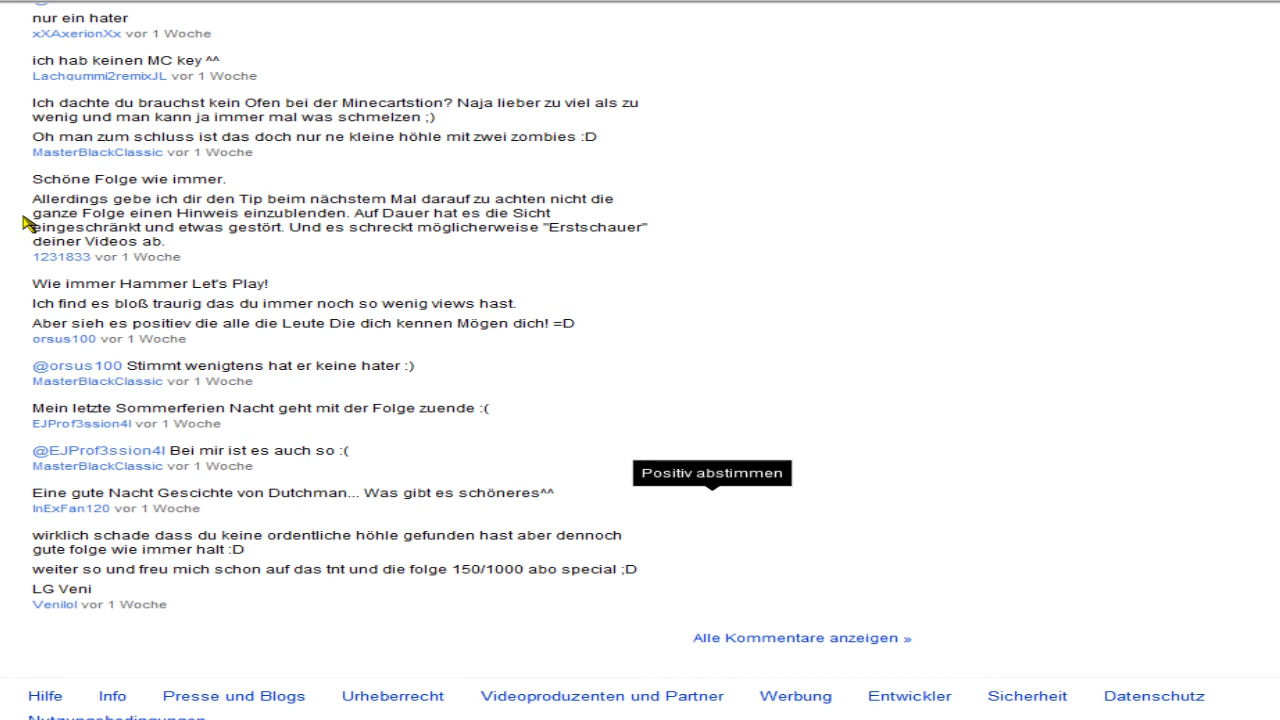 nur ein hater
xXAxerionXx vor 1 Woche
ich hab keinen MC key ^^
Lachgummi2remixJL vor 1 Woche
Ich dachte du brauchst kein Ofen bei der Minecartstion? Naja lieber zu viel als zu
wenig und man kann ja immer mal was schmelzen ;)
Oh man zum schluss ist das doch nur ne kleine höhle mit zwei zombies :D
MasterBlackClassic vor 1 Woche
Schöne Folge wie immer.
Allerdings gebe ich dir den Tip beim nächstem Mal darauf zu achten nicht die
ganze Folge einen Hinweis einzublenden. Auf Dauer hat es die Sicht
eingeschränkt und etwas gestört. Und es schreckt möglicherweise "Erstschauer"
deiner Videos ab.
1231833 vor 1 Woche
Wie immer Hammer Let's Play!
Ich find es bloß traurig das du immer noch so wenig views hast.
Aber sieh es positiev die alle die Leute Die dich kennen Mögen dich! =D
orsus100 vor 1 Woche
@orsus100 Stimmt wenigtens hat er keine hater :)
MasterBlackClassic vor 1 Woche
Mein letzte Sommerferien Nacht geht mit der Folge zuende :(
EJProf3ssion4l vor 1 Woche
@EJProf3ssion4l Bei mir ist es auch so :(
MasterBlackClassic vor 1 Woche
Positiv abstimmen
Eine gute Nacht Gescichte von Dutchman... Was gibt es schöneres^^
InExFan120 vor 1 Woche
wirklich schade dass du keine ordentliche höhle gefunden hast aber dennoch
gute folge wie immer halt :D
weiter so und freu mich schon auf das tnt und die folge 150/1000 abo special ;D
LG Veni
Venilol vor 1 Woche
Alle Kommentare anzeigen »
Hilfe Info Presse und Blogs Urheberrecht Videoproduzenten und Partner Werbung Entwickler Sicherheit Datenschutz
Nutzungsbedingungen